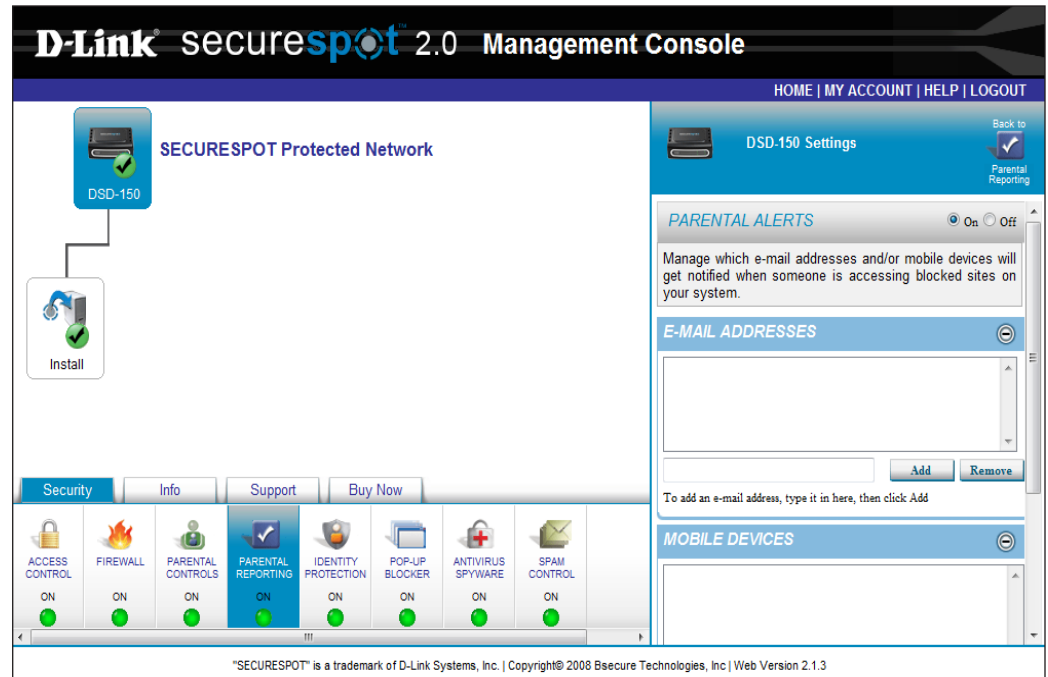 D-Link® securespot™ 2.0 Management Console
HOME | MY ACCOUNT | HELP | LOGOUT
DSD-150
SECURESPOT Protected Network
Install
DSD-150 Settings
Back to
Parental
Reporting
PARENTAL ALERTS
On Off
Manage which e-mail addresses and/or mobile devices will
get notified when someone is accessing blocked sites on
your system.
E-MAIL ADDRESSES
Add Remove
To add an e-mail address, type it in here, then click Add
MOBILE DEVICES
Security Info Support Buy Now
ACCESS
CONTROL
ON
FIREWALL
ON
PARENTAL
CONTROLS
ON
PARENTAL
REPORTING
ON
IDENTITY
PROTECTION
ON
POP-UP
BLOCKER
ON
ANTIVIRUS
SPYWARE
ON
SPAM
CONTROL
ON
"SECURESPOT" is a trademark of D-Link Systems, Inc. | Copyright© 2008 Bsecure Technologies, Inc | Web Version 2.1.3